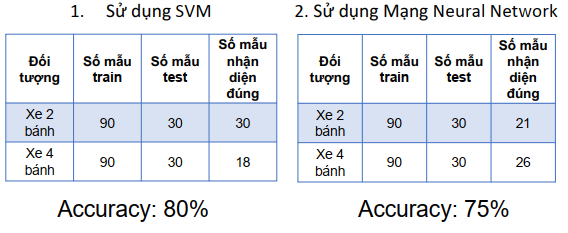 1. Sử dụng SVM
Đối tượng Số mẫu train Số mẫu test Số mẫu nhận diện đúng
Xe 2 bánh 90 30 30
Xe 4 bánh 90 30 18
Accuracy: 80%
2. Sử dụng Mạng Neural Network
Đối tượng Số mẫu train Số mẫu test Số mẫu nhận diện đúng
Xe 2 bánh 90 30 21
Xe 4 bánh 90 30 26
Accuracy: 75%